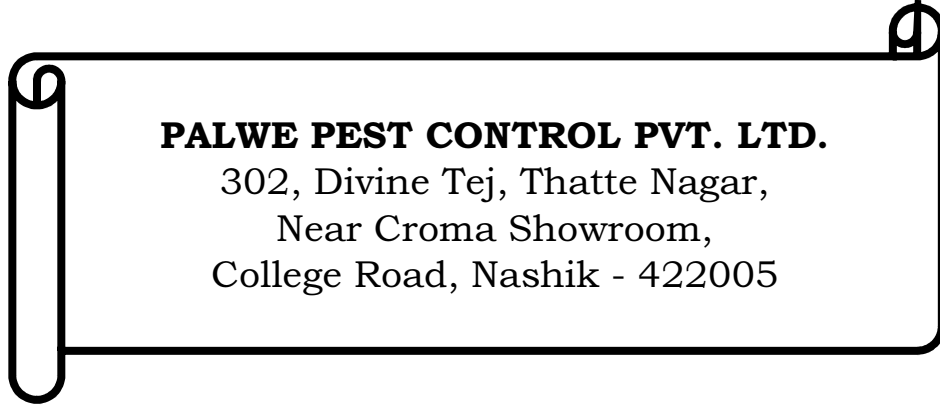 PALWE PEST CONTROL PVT. LTD.
302, Divine Tej, Thatte Nagar,
Near Croma Showroom,
College Road, Nashik - 422005